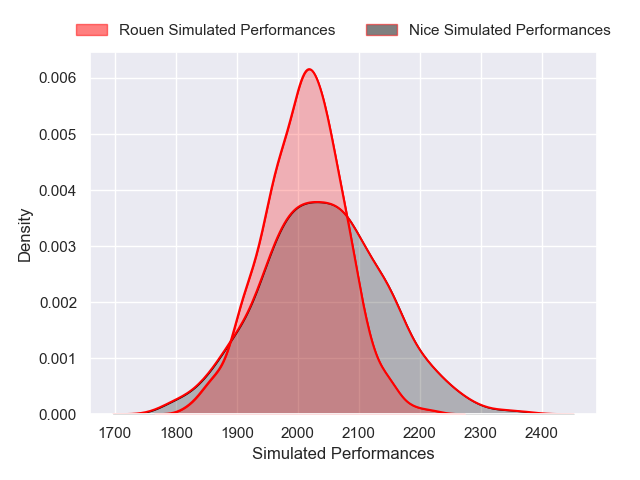 Rouen Simulated Performances
Nice Simulated Performances
0.006
0.005
0.004
0.003
0.002
0.001
0.000
Density
1700 1800 1900 2000 2100 2200 2300 2400
Simulated Performances